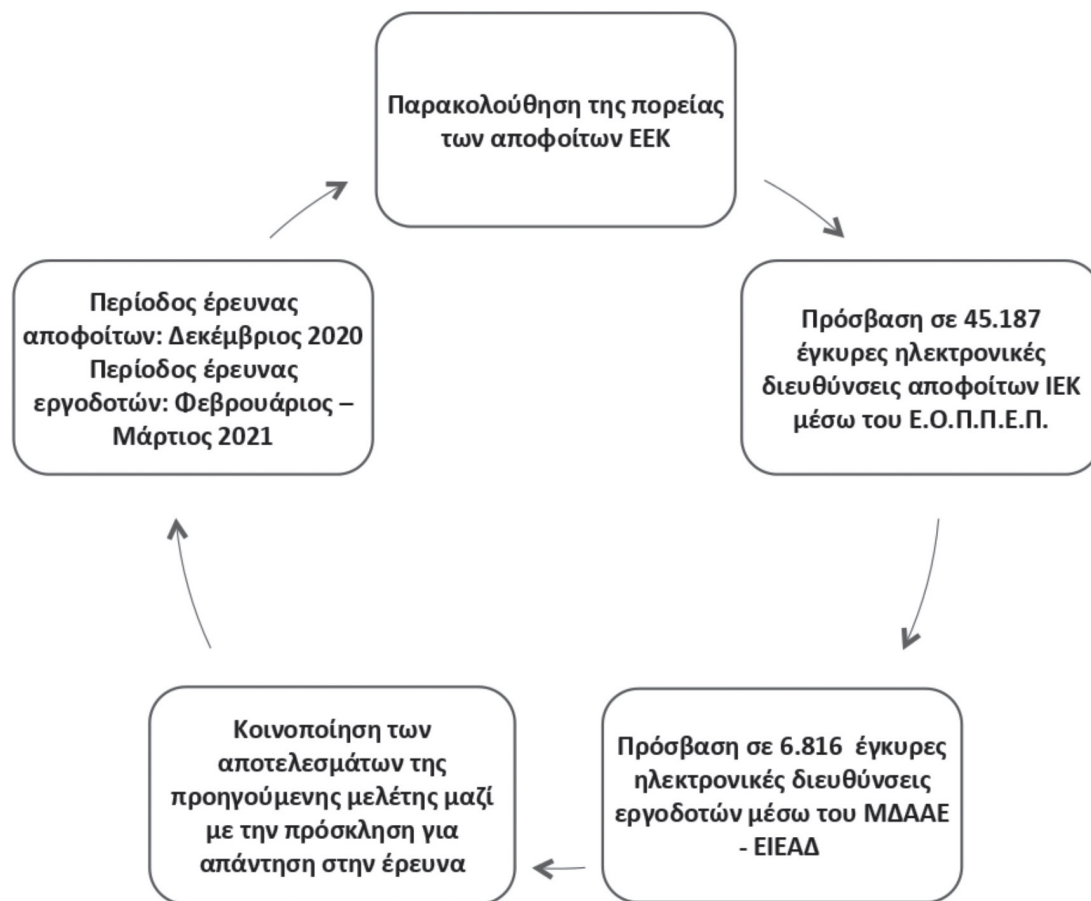 Παρακολούθηση της πορείας
των αποφοίτων ΕΕΚ
Πρόσβαση σε 45.187
έγκυρες ηλεκτρονικές
διευθύνσεις αποφοίτων ΙΕΚ
μέσω του Ε.Ο.Π.Π.Ε.Π.
Πρόσβαση σε 6.816 έγκυρες
ηλεκτρονικές διευθύνσεις
εργοδοτών μέσω του ΜΔΑΑΕ
- ΕΙΕΑΔ
Κοινοποίηση των
αποτελεσμάτων της
προηγούμενης μελέτης μαζί
με την πρόσκληση για
απάντηση στην έρευνα
Περίοδος έρευνας
αποφοίτων: Δεκέμβριος 2020
Περίοδος έρευνας
εργοδοτών: Φεβρουάριος –
Μάρτιος 2021